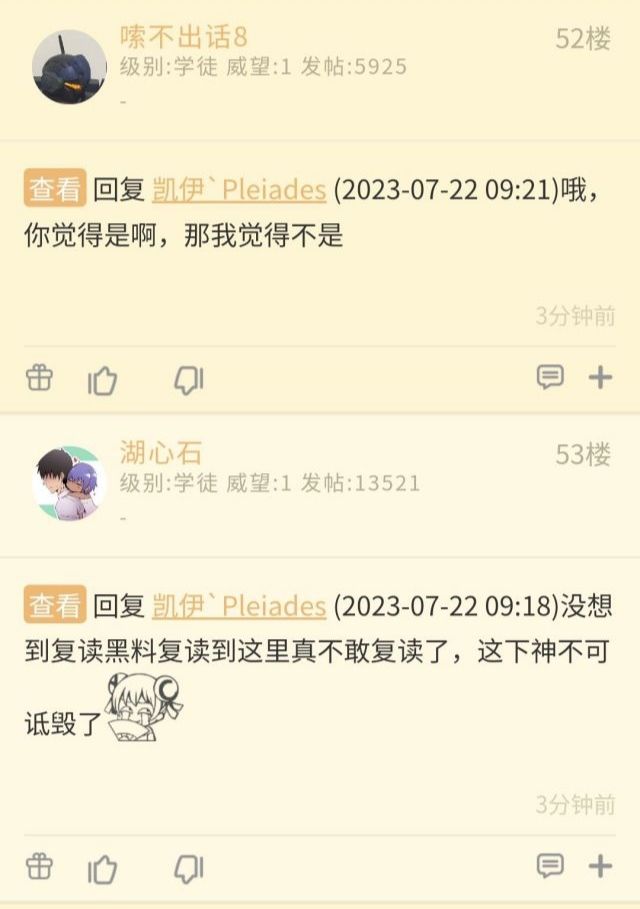 嗦不出话8
52楼
级别:学徒 威望:1 发帖:5925
-
查看 回复 凯伊`Pleiades (2023-07-22 09:21)哦，
你觉得是啊，那我觉得不是
3分钟前
湖心石
53楼
级别:学徒 威望:1 发帖:13521
-
查看 回复 凯伊`Pleiades (2023-07-22 09:18)没想
到复读黑料复读到这里真不敢复读了，这下神不可
诋毁了
3分钟前